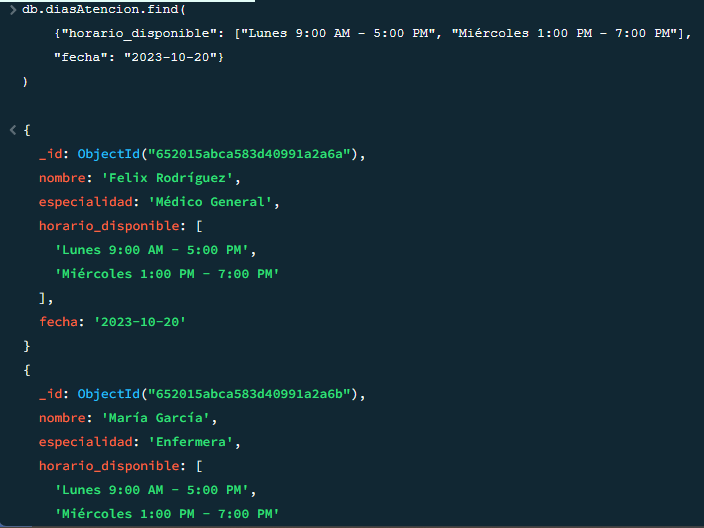 db.diasAtencion.find(
{"horario_disponible": ["Lunes 9:00 AM - 5:00 PM", "Miércoles 1:00 PM - 7:00 PM"],
"fecha": "2023-10-20"}
)
{
_id: ObjectId("652015abca583d40991a2a6a"),
nombre: 'Felix Rodríguez',
especialidad: 'Médico General',
horario_disponible: [
'Lunes 9:00 AM - 5:00 PM',
'Miércoles 1:00 PM - 7:00 PM'
],
fecha: '2023-10-20'
}
{
_id: ObjectId("652015abca583d40991a2a6b"),
nombre: 'María García',
especialidad: 'Enfermera',
horario_disponible: [
'Lunes 9:00 AM - 5:00 PM',
'Miércoles 1:00 PM - 7:00 PM'